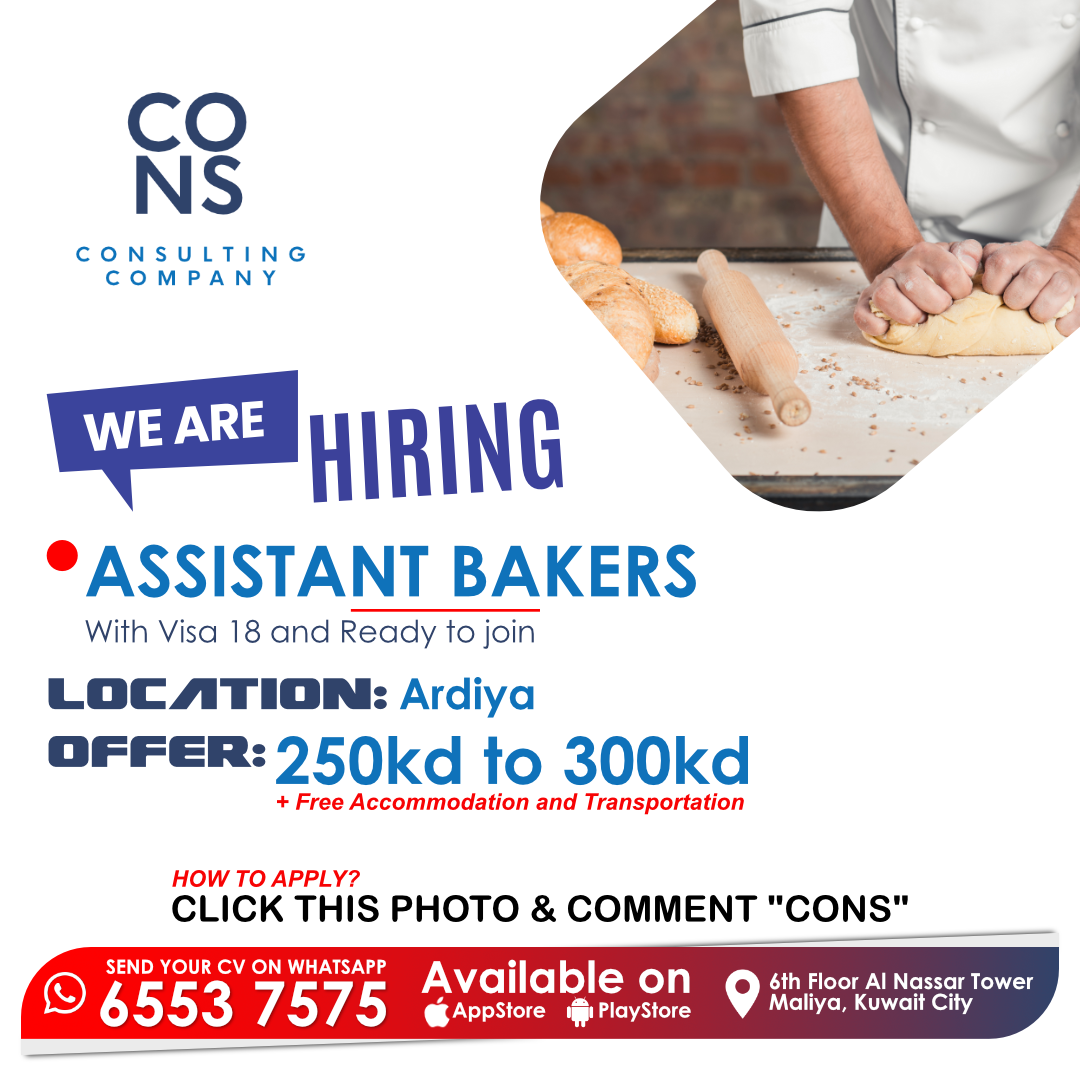 CO
NS
CONSULTING
COMPANY
WE ARE
HIRING
ASSISTANT BAKERS
With Visa 18 and Ready to join
LOCATION: Ardiya
OFFER: 250kd to 300kd
+ Free Accommodation and Transportation
HOW TO APPLY?
CLICK THIS PHOTO & COMMENT "CONS"
SEND YOUR CV ON WHATSAPP
6553 7575
Available on
AppStore PlayStore
6th Floor Al Nassar Tower
Maliya, Kuwait City